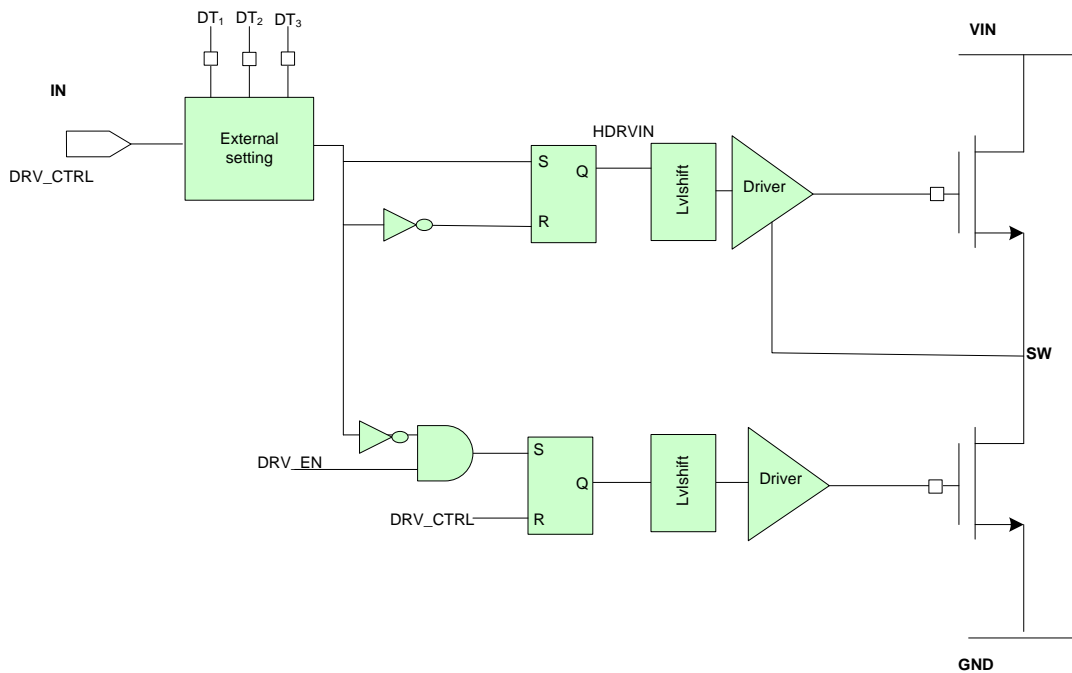 DT1 DT2 DT3
VIN
IN
External
setting
HDRVIN
DRV_CTRL
S
Q
R
Lvlshift
Driver
SW
DRV_EN
S
Q
R
DRV_CTRL
Lvlshift
Driver
GND